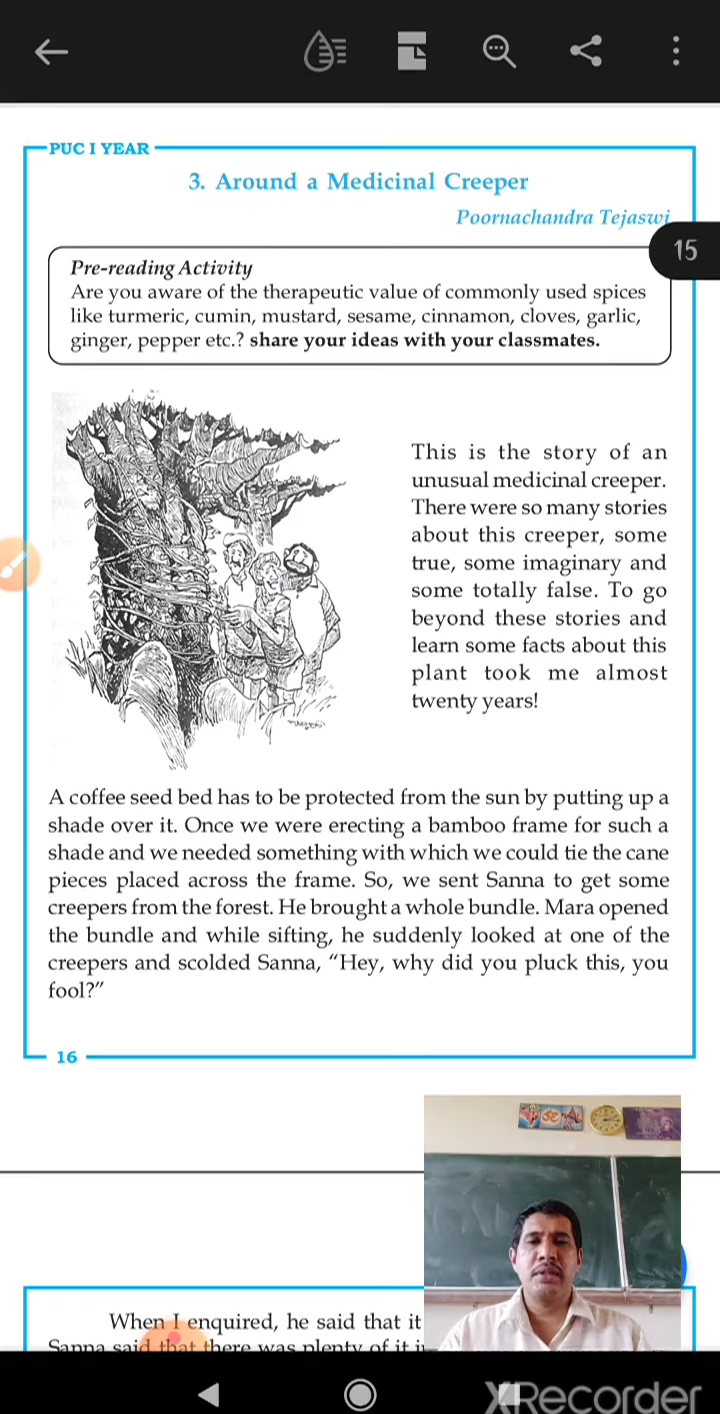 PUC I YEAR
3. Around a Medicinal Creeper
Poornachandra Tejaswi
15
Pre-reading Activity
Are you aware of the therapeutic value of commonly used spices
like turmeric, cumin, mustard, sesame, cinnamon, cloves, garlic,
ginger, pepper etc.? share your ideas with your classmates.
This is the story of an
unusual medicinal creeper.
There were so many stories
about this creeper, some
true, some imaginary and
some totally false. To go
beyond these stories and
learn some facts about this
plant took me almost
twenty years!
A coffee seed bed has to be protected from the sun by putting up a
shade over it. Once we were erecting a bamboo frame for such a
shade and we needed something with which we could tie the cane
pieces placed across the frame. So, we sent Sanna to get some
creepers from the forest. He brought a whole bundle. Mara opened
the bundle and while sifting, he suddenly looked at one of the
creepers and scolded Sanna, “Hey, why did you pluck this, you
fool?”
16
When I enquired, he said that it
Sanna said that there was plenty of it i
XRecorder